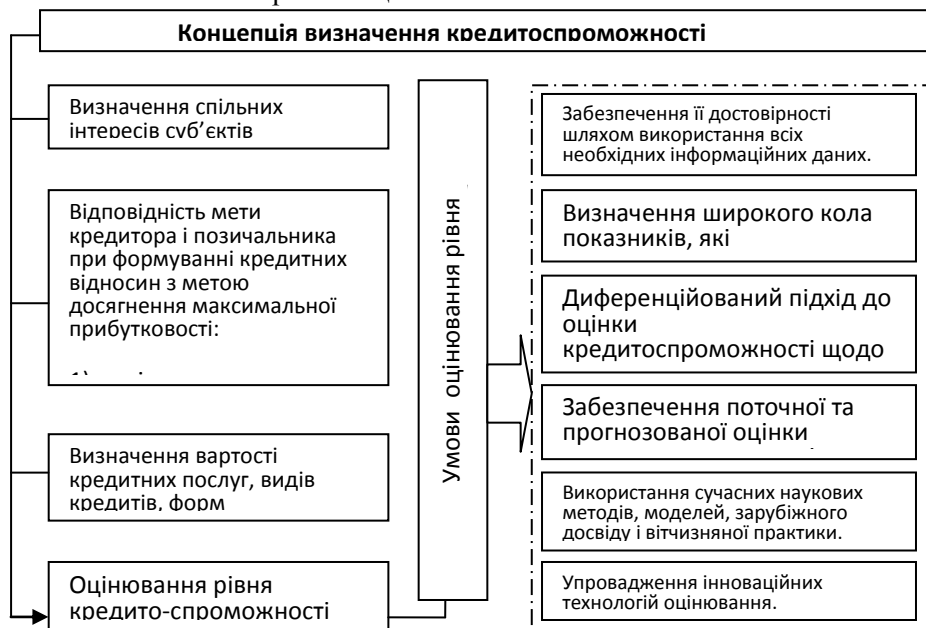 Концепція визначення кредитоспроможності
Визначення спільних
інтересів суб’єктів
Відповідність мети
кредитора і позичальника
при формуванні кредитних
відносин з метою
досягнення максимальної
прибутковості:
Визначення вартості
кредитних послуг, видів
кредитів, форм
Оцінювання рівня
кредито-спроможності
Умови оцінювання рівня
Забезпечення її достовірності
шляхом використання всіх
необхідних інформаційних даних.
Визначення широкого кола
показників, які
Диференційований підхід до
оцінки
кредитоспроможності щодо
Забезпечення поточної та
прогнозованої оцінки
Використання сучасних наукових
методів, моделей, зарубіжного
досвіду і вітчизняної практики.
Упровадження інноваційних
технологій оцінювання.